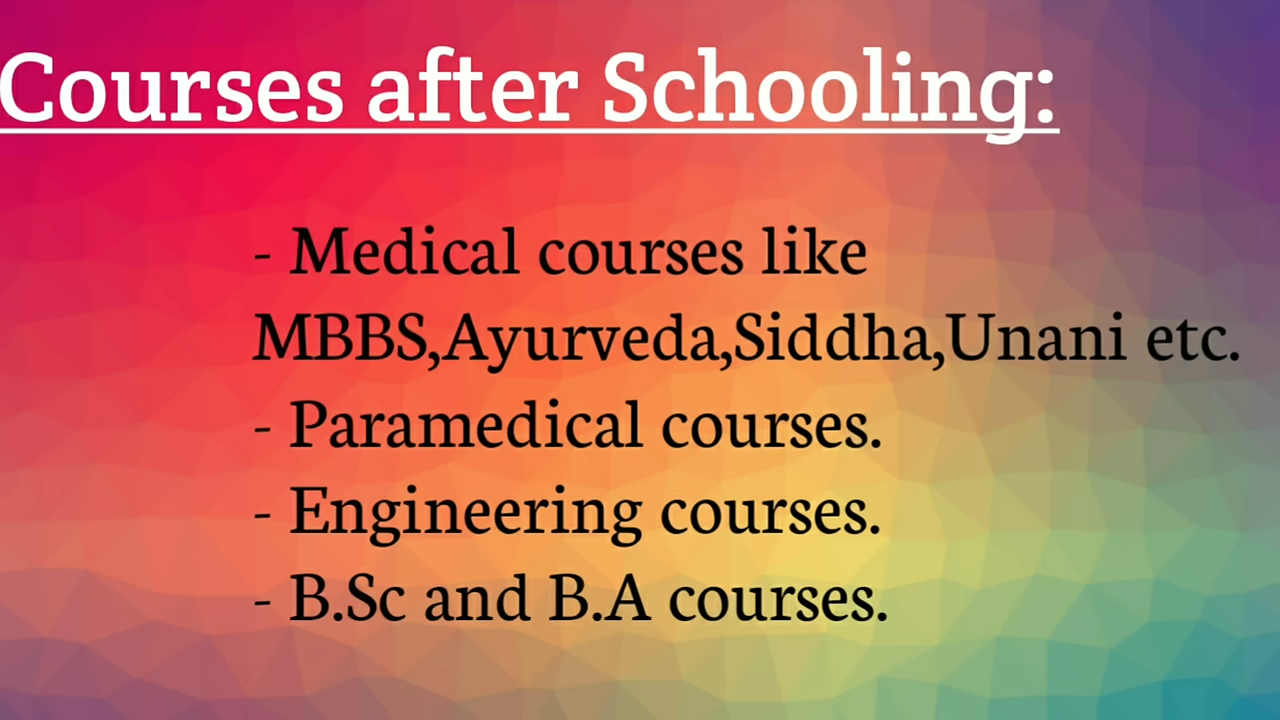 Courses after Schooling:
- Medical courses like
MBBS,Ayurveda,Siddha,Unani etc.
- Paramedical courses.
- Engineering courses.
- B.Sc and B.A courses.